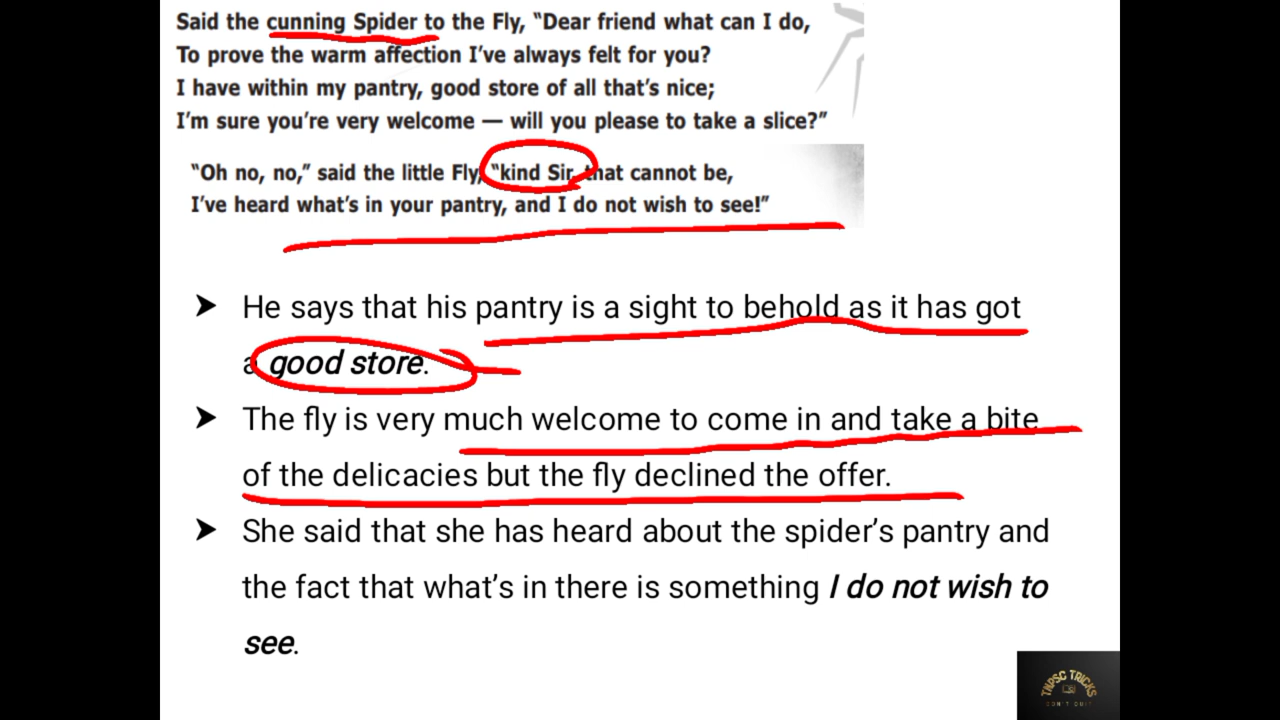 Said the cunning Spider to the Fly, “Dear friend what can I do,
To prove the warm affection I’ve always felt for you?
I have within my pantry, good store of all that’s nice;
I’m sure you’re very welcome — will you please to take a slice?”
“Oh no, no,” said the little Fly, “kind Sir, that cannot be,
I’ve heard what’s in your pantry, and I do not wish to see!”
➤ He says that his pantry is a sight to behold as it has got
a good store.
➤ The fly is very much welcome to come in and take a bite
of the delicacies but the fly declined the offer.
➤ She said that she has heard about the spider’s pantry and
the fact that what’s in there is something I do not wish to
see.
TNPSC TRICKS
DON'T QUIT